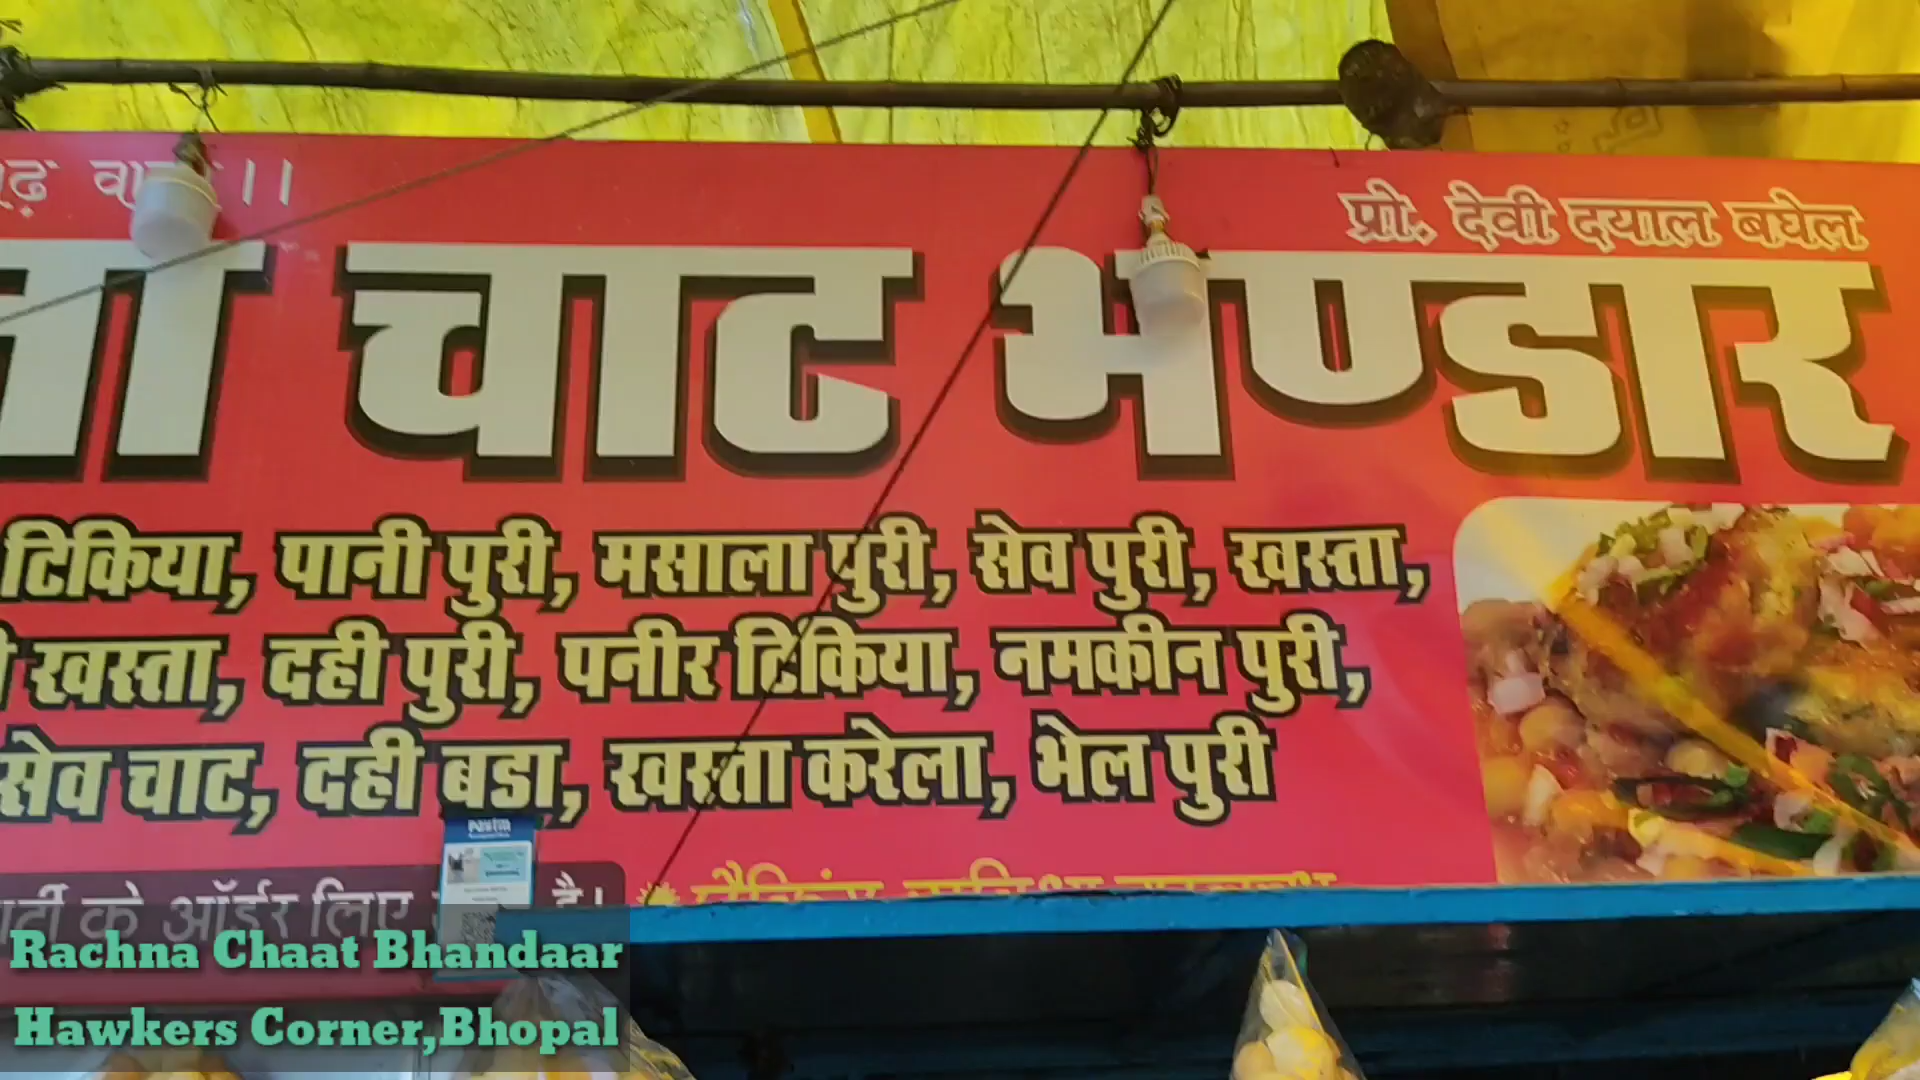 प्रो. देवी दयाल बघेल
चाट भण्डार
टिकिया, पानी पुरी, मसाला पुरी, सेव पुरी, खस्ता,
खस्ता, दही पुरी, पनीर टिकिया, नमकीन पुरी,
सेव चाट, दही बडा, खस्ता करेला, भेल पुरी
paytm
के ऑर्डर लिए है।
Rachna Chaat Bhandaar
Hawkers Corner,Bhopal